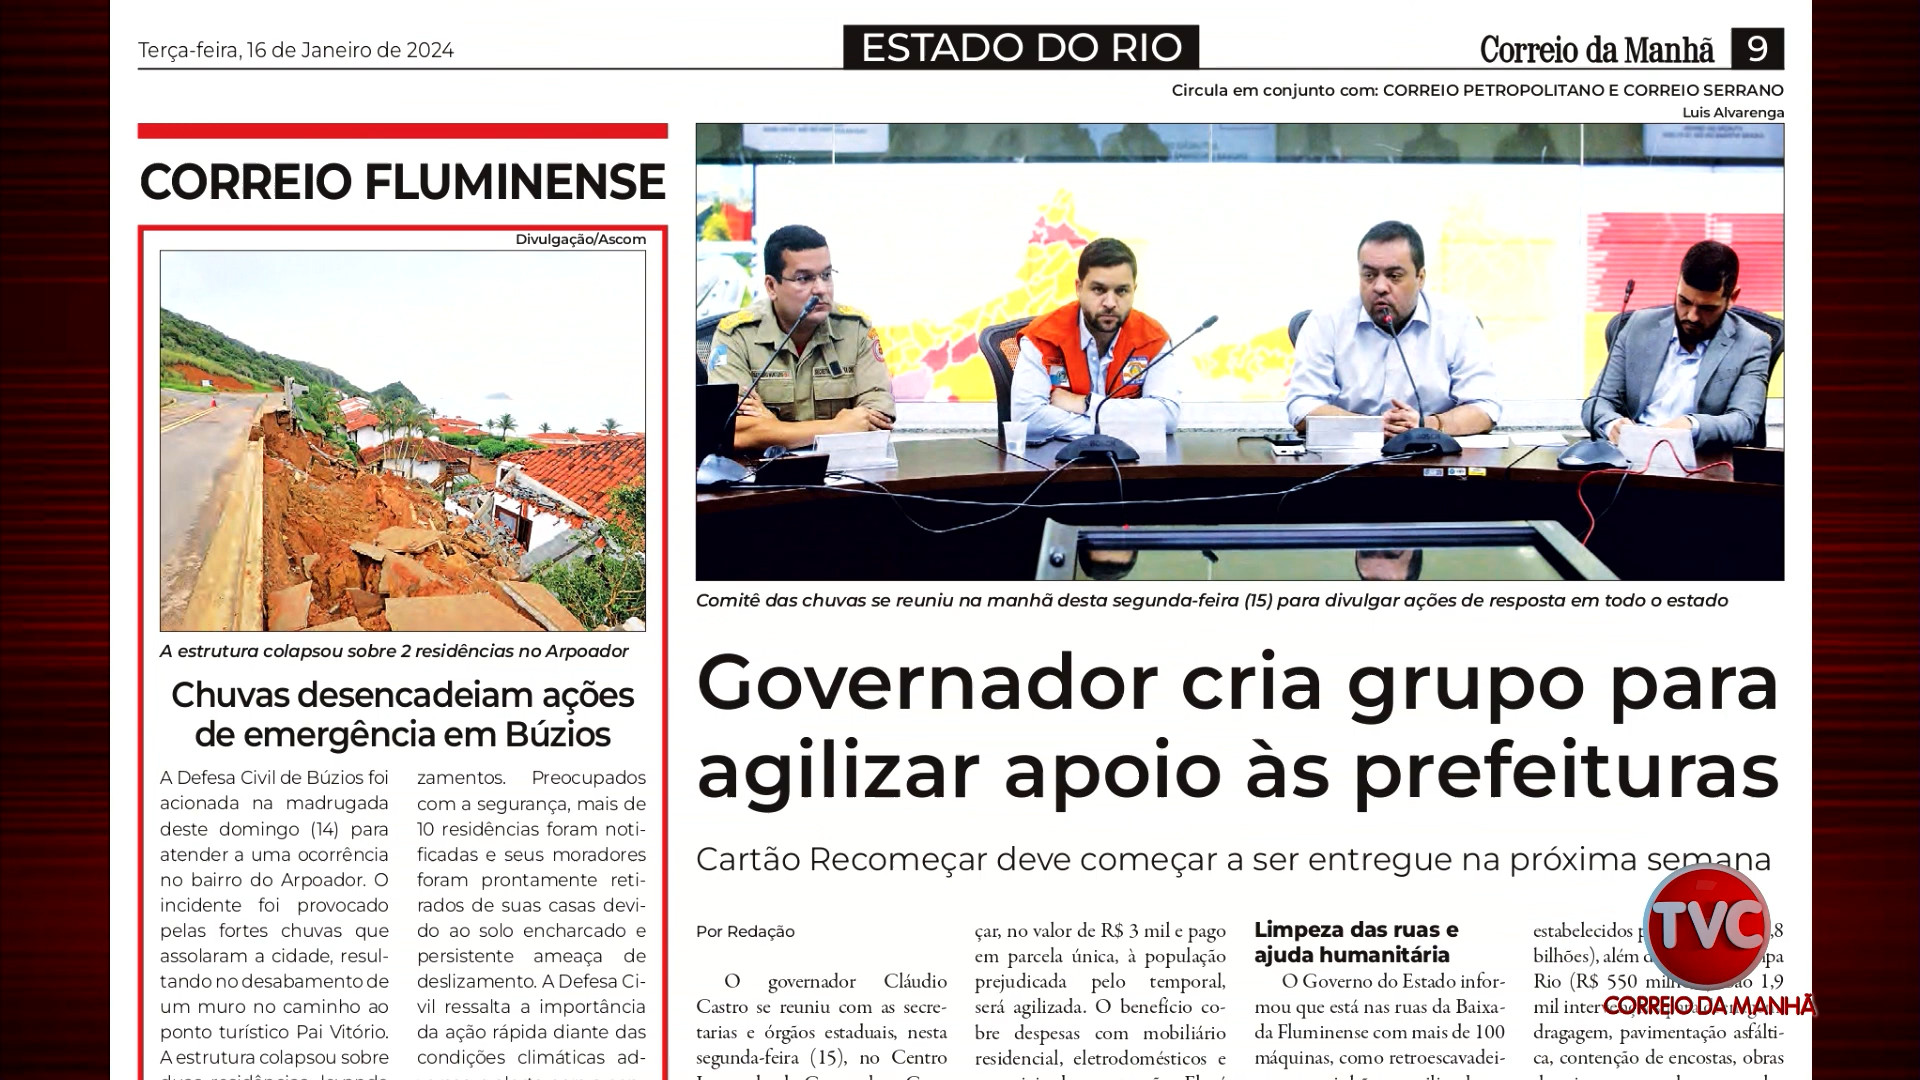 Terça-feira, 16 de Janeiro de 2024
ESTADO DO RIO
Correio da Manhã
9
Circula em conjunto com: CORREIO PETROPOLITANO E CORREIO SERRANO
CORREIO FLUMINENSE
Divulgação/Ascom
A estrutura colapsou sobre 2 residências no Arpoador
Chuvas desencadeiam ações
de emergência em Búzios
A Defesa Civil de Búzios foi
acionada na madrugada
deste domingo (14) para
atender a uma ocorrência
no bairro do Arpoador. O
incidente foi provocado
pelas fortes chuvas que
assolaram a cidade, resul-
tando no desabamento de
um muro no caminho ao
ponto turístico Pai Vitório.
A estrutura colapsou sobre
zamentos. Preocupados
com a segurança, mais de
10 residências foram noti-
ficadas e seus moradores
foram prontamente reti-
rados de suas casas devi-
do ao solo encharcado e
persistente ameaça de
deslizamento. A Defesa Ci-
vil ressalta a importância
da ação rápida diante das
condições climáticas ad-
Luis Alvarenga
Comitê das chuvas se reuniu na manhã desta segunda-feira (15) para divulgar ações de resposta em todo o estado
Governador cria grupo para
agilizar apoio às prefeituras
Cartão Recomeçar deve começar a ser entregue na próxima semana
Por Redação
O governador Cláudio
Castro se reuniu com as secre-
tarias e órgãos estaduais, nesta
segunda-feira (15), no Centro
çar, no valor de R$ 3 mil e pago
em parcela única, à população
prejudicada pelo temporal,
será agilizada. O benefício co-
bre despesas com mobiliário
residencial, eletrodomésticos e
Limpeza das ruas e
ajuda humanitária
O Governo do Estado infor-
mou que está nas ruas da Baixa-
da Fluminense com mais de 100
máquinas, como retroescavadei-
estabelecidos ,8
bilhões), além
Rio (R$ 550 1,9
mil
dragagem, pavimentação asfálti-
ca, contenção de encostas, obras
TVC
CORREIO DA MANHÃ